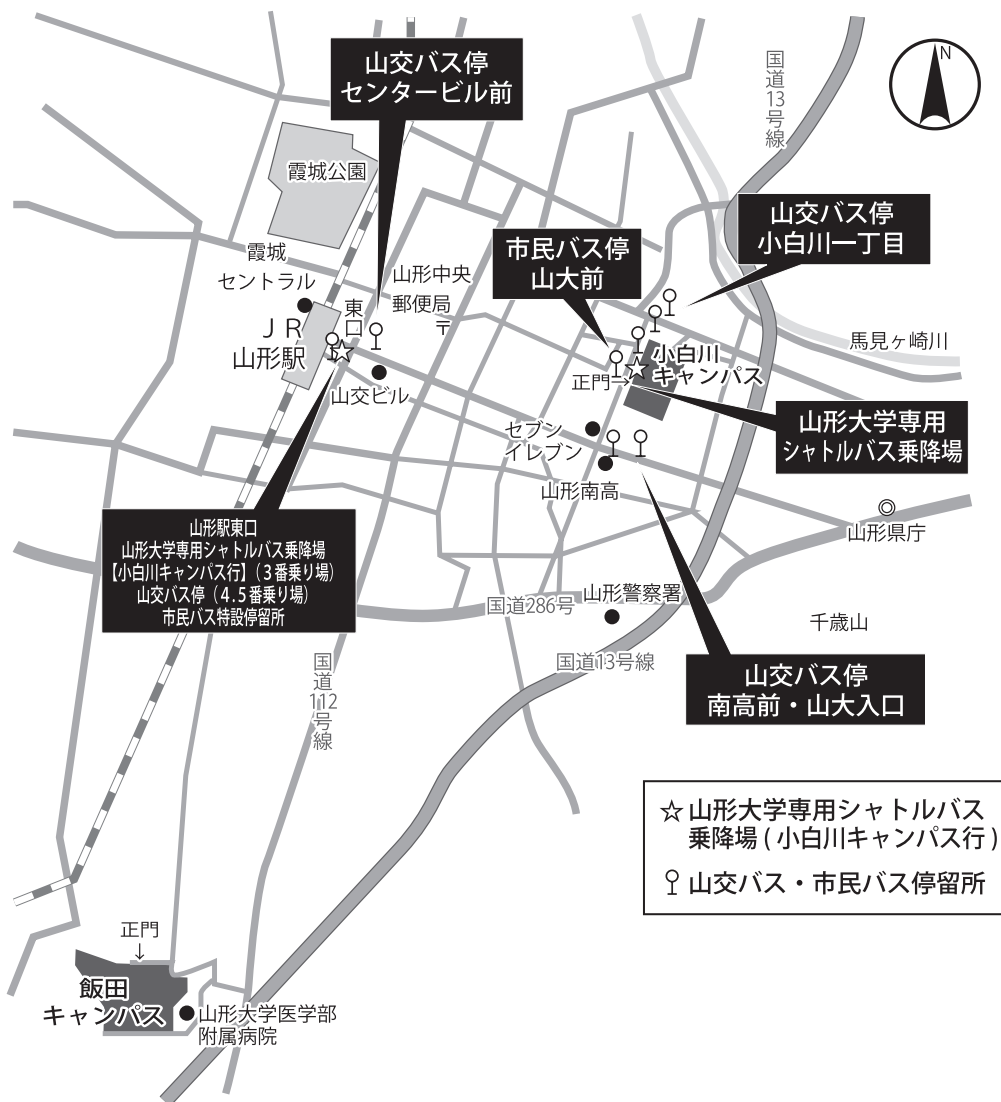 山交バス停
センタービル前
国道13号線
N
霞城公園
山交バス停
小白川一丁目
市民バス停
山大前
霞城
セントラル
山形中央
郵便局
〒
東口
JR
山形駅
馬見ヶ崎川
小白川
キャンパス
正門→
山交ビル
山形大学専用
シャトルバス乗降場
セブン
イレブン
山形南高
山形県庁
山形駅東口
山形大学専用シャトルバス乗降場
【小白川キャンパス行】(3番乗り場)
山交バス停(4.5番乗り場)
市民バス特設停留所
国道286号
山形警察署
千歳山
国道13号線
国道112号線
山交バス停
南高前・山大入口
☆山形大学専用シャトルバス
乗降場(小白川キャンパス行)
山交バス・市民バス停留所
正門
↓
飯田
キャンパス
山形大学医学部
附属病院